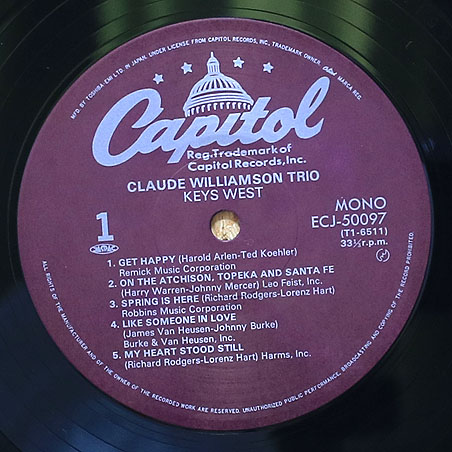 MFD. BY TOSHIBA EMI LTD. IN JAPAN. UNDER LICENSE FROM CAPITOL RECORDS, INC., TRADEMARK OWNER. MARCA REG.
Capitol
Reg. Trademark of
Capitol Records, Inc.
CLAUDE WILLIAMSON TRIO
KEYS WEST
1
MONO
ECJ-50097
(T1-6511)
33⅓ r.p.m.
1. GET HAPPY (Harold Arlen-Ted Koehler)
Remick Music Corporation
2. ON THE ATCHISON, TOPEKA AND SANTA FE
(Harry Warren-Johnny Mercer) Leo Feist, Inc.
3. SPRING IS HERE (Richard Rodgers-Lorenz Hart)
Robbins Music Corporation
4. LIKE SOMEONE IN LOVE
(James Van Heusen-Johnny Burke)
Burke & Van Heusen, Inc.
5. MY HEART STOOD STILL
(Richard Rodgers-Lorenz Hart) Harms, Inc.
ALL RIGHTS OF THE MANUFACTURER AND OF THE OWNER OF THE RECORDED WORK ARE RESERVED. UNAUTHORIZED PUBLIC PERFORMANCE, BROADCASTING AND COPYING OF THE RECORD PROHIBITED.